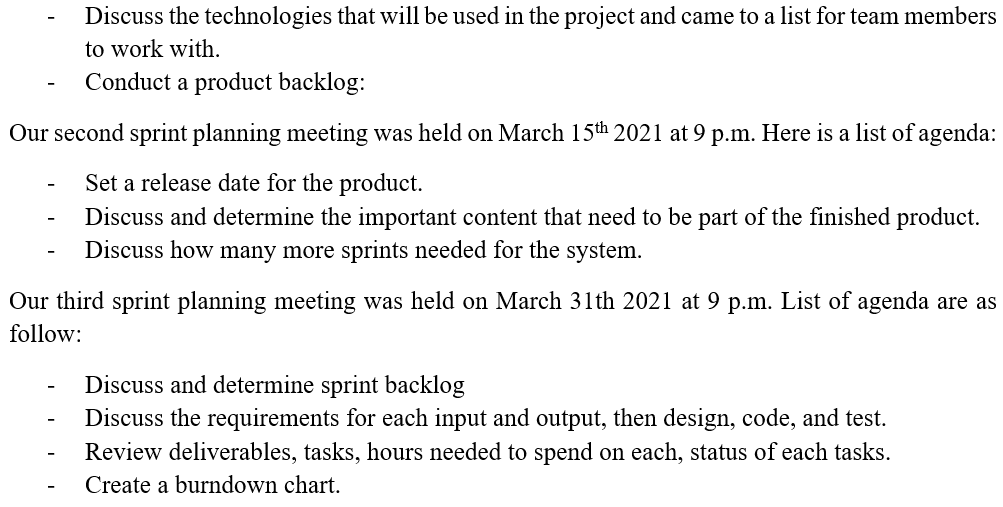 - Discuss the technologies that will be used in the project and came to a list for team members
to work with.
- Conduct a product backlog:
Our second sprint planning meeting was held on March 15th 2021 at 9 p.m. Here is a list of agenda:
- Set a release date for the product.
- Discuss and determine the important content that need to be part of the finished product.
- Discuss how many more sprints needed for the system.
Our third sprint planning meeting was held on March 31th 2021 at 9 p.m. List of agenda are as
follow:
- Discuss and determine sprint backlog
- Discuss the requirements for each input and output, then design, code, and test.
- Review deliverables, tasks, hours needed to spend on each, status of each tasks.
- Create a burndown chart.